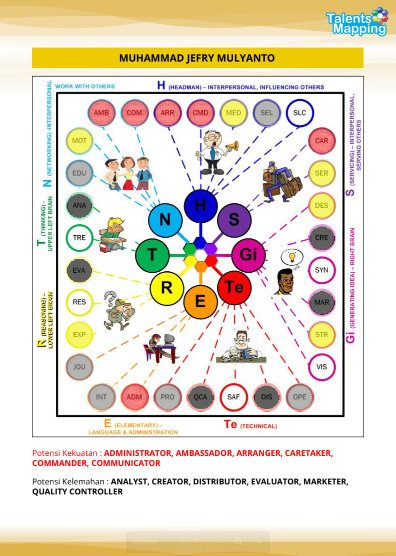 Talents
Mapping
MUHAMMAD JEFRY MULYANTO
WORK WITH OTHERS
H (HEADMAN) – INTERPERSONAL, INFLUENCING OTHERS
N (NETWORKING) -INTERPERSONAL
S (SERVICING) – INTERPERSONAL,
SERVING OTHERS
AMB COM ARR CMD MED SEL SLC
MOT CAR
EDU SER
ANA DES
TRE CRE
EVA SYN
RES MAR
EXP STR
JOU VIS
INT ADM PRO QCA SAF DIS OPE
H
N S
T Gi
R Te
E
T (THINKING) -
UPPER LEFT BRAIN
R (REASONING) –
LOWER LEFT BRAIN
Gi (GENERATING IDEA) – RIGHT BRAIN
E (ELEMENTARY) –
LANGUAGE & ADMINISTRATION
Te (TECHNICAL)
Potensi Kekuatan : ADMINISTRATOR, AMBASSADOR, ARRANGER, CARETAKER,
COMMANDER, COMMUNICATOR
Potensi Kelemahan : ANALYST, CREATOR, DISTRIBUTOR, EVALUATOR, MARKETER,
QUALITY CONTROLLER